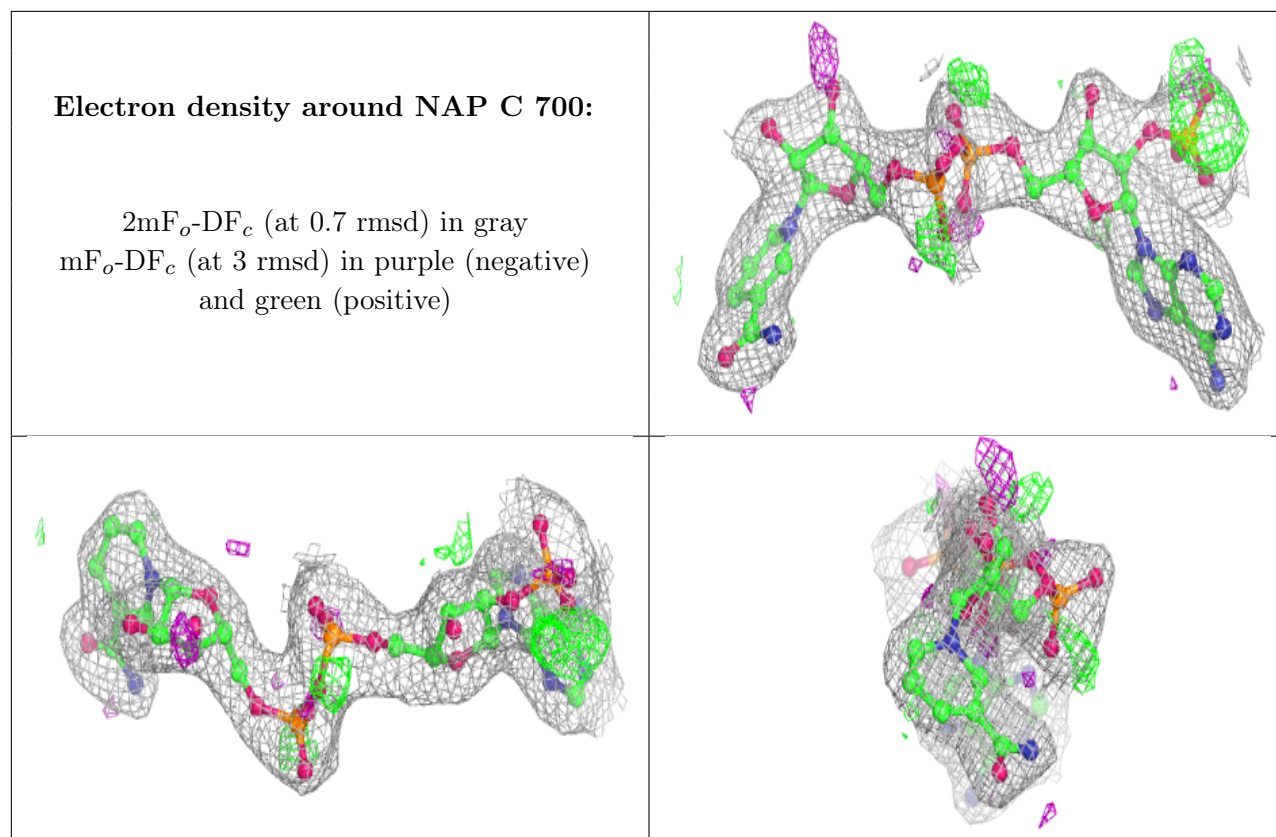 Electron density around NAP C 700:
2mFo-DFc (at 0.7 rmsd) in gray
mFo-DFc (at 3 rmsd) in purple (negative)
and green (positive)